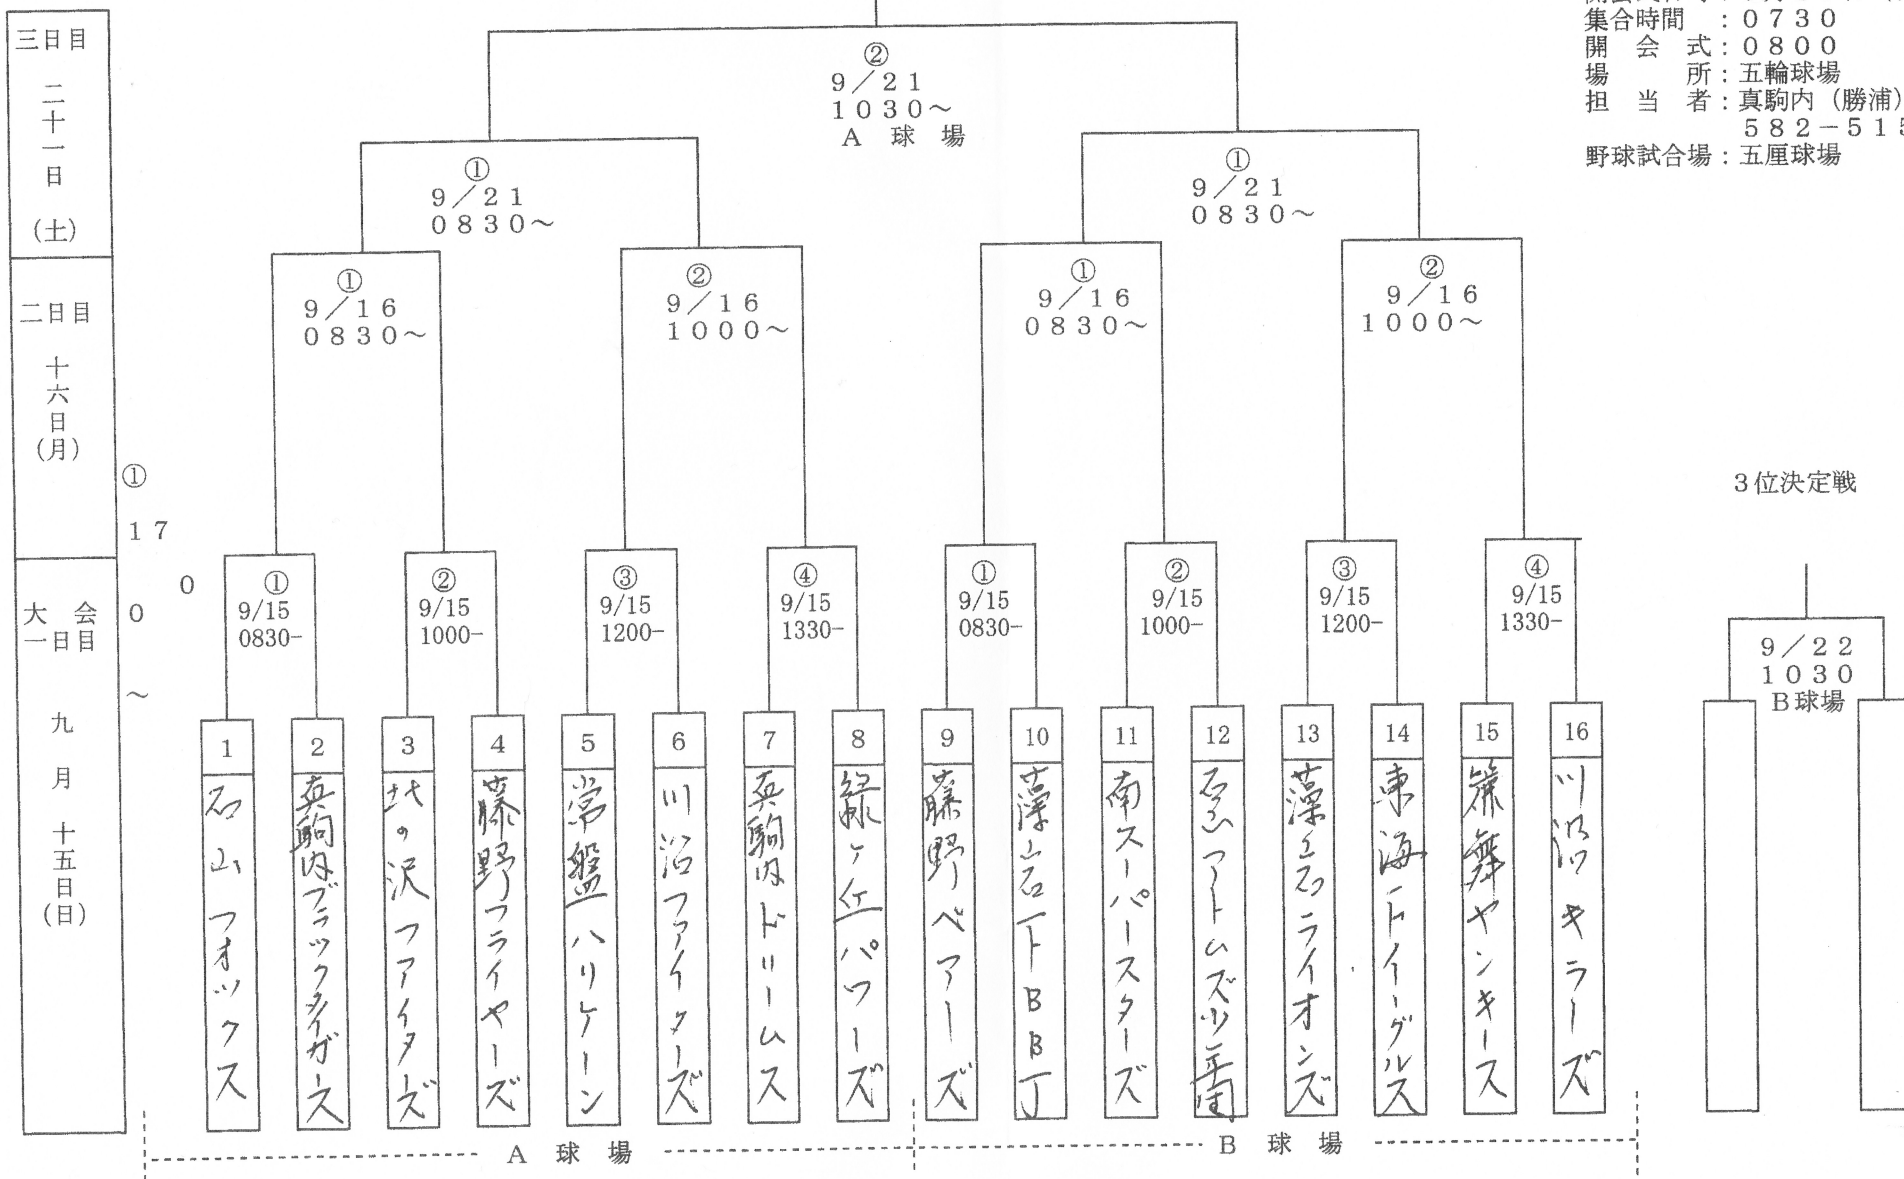 集合時間 ：０７３０
開　会　式：０８００
場　　　所：五輪球場
担　当　者：真駒内（勝浦）
５８２－５１５
野球試合場：五厘球場
三日目　二十一日　（土）
二日目　十六日（月）
大会一日目　九月十五日（日）
②
９／２１
１０３０～
Ａ　球　場
①
９／２１
０８３０～
①
９／２１
０８３０～
①
９／１６
０８３０～
②
９／１６
１０００～
①
９／１６
０８３０～
②
９／１６
１０００～
①
１７
０
０
～
①
9/15
0830-
②
9/15
1000-
③
9/15
1200-
④
9/15
1330-
①
9/15
0830-
②
9/15
1000-
③
9/15
1200-
④
9/15
1330-
３位決定戦
９／２２
１０３０
Ｂ球場
1
石山フォックス
2
真駒内ブラックタイガース
3
北の沢ファイターズ
4
藤野フライヤーズ
5
常盤ハリケーン
6
川沿ファイターズ
7
真駒内ドリームス
8
緑ヶ丘パワーズ
9
藤野ベアーズ
10
藻岩下ＢＢＪ
11
南スーパースターズ
12
アトムズ少年団
13
藻岩ライオンズ
14
東海イーグルス
15
簾舞ヤンキース
16
川沿キラーズ
Ａ　球　場
Ｂ　球　場